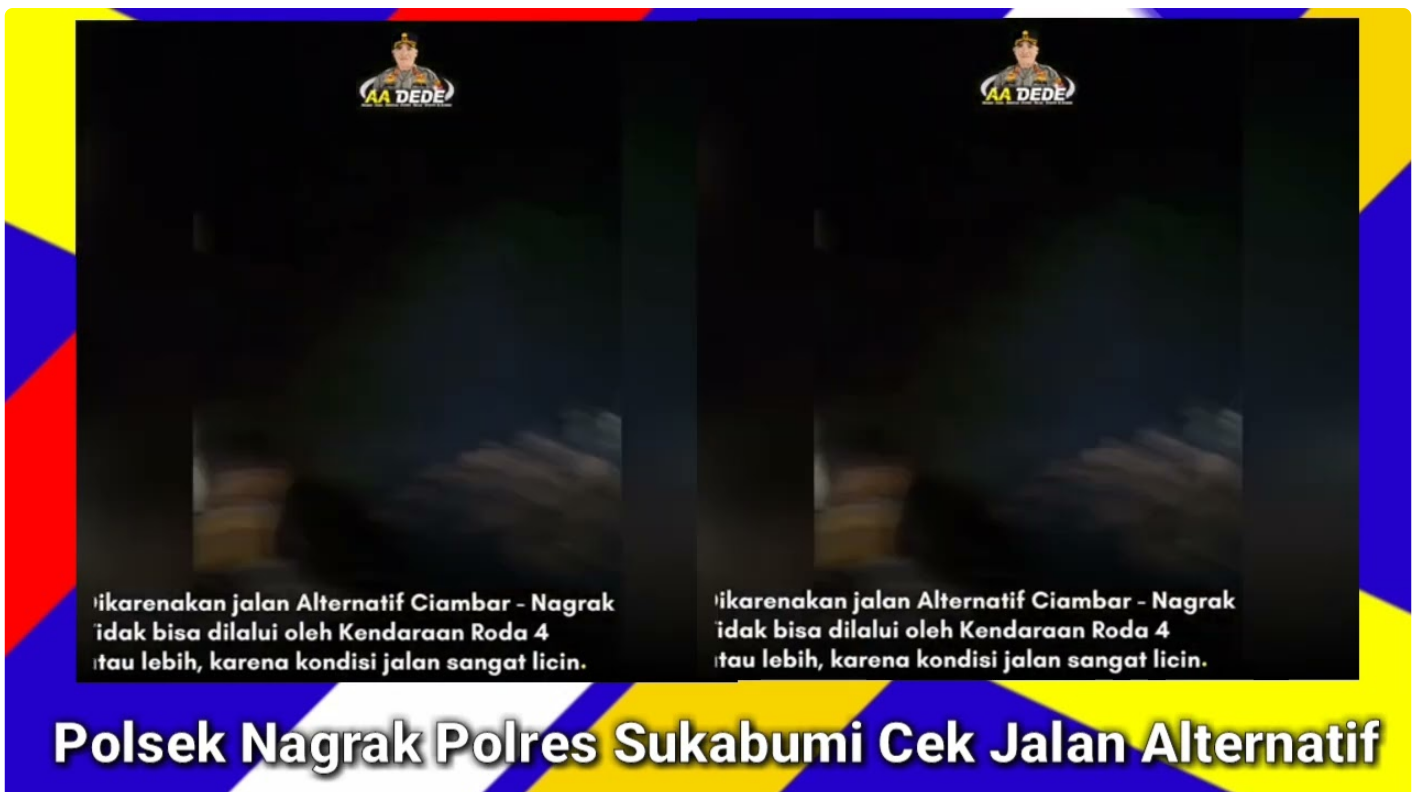 AA DEDE
AA DEDE
ikarenakan jalan Alternatif Ciambar - Nagrak
idak bisa dilalui oleh Kendaraan Roda 4
tau lebih, karena kondisi jalan sangat licin.
ikarenakan jalan Alternatif Ciambar - Nagrak
idak bisa dilalui oleh Kendaraan Roda 4
tau lebih, karena kondisi jalan sangat licin.
Polsek Nagrak Polres Sukabumi Cek Jalan Alternatif